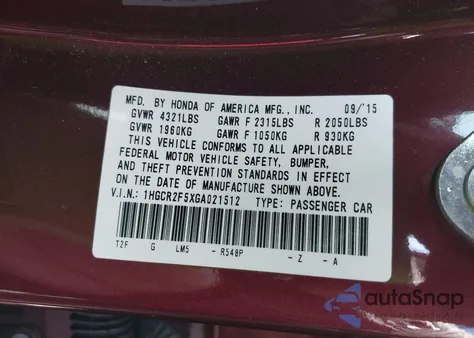 MFD. BY HONDA OF AMERICA MFG., INC. 09/15
GVWR 4321LBS GAWR F 2315LBS R 2050LBS
GVWR 1960KG GAWR F 1050KG R 930KG
THIS VEHICLE CONFORMS TO ALL APPLICABLE
FEDERAL MOTOR VEHICLE SAFETY, BUMPER,
AND THEFT PREVENTION STANDARDS IN EFFECT
ON THE DATE OF MANUFACTURE SHOWN ABOVE.
V.I.N.: 1HGCR2F5XGA021512 TYPE: PASSENGER CAR
T2F G LM5 - R548P - Z - A
autoSnap